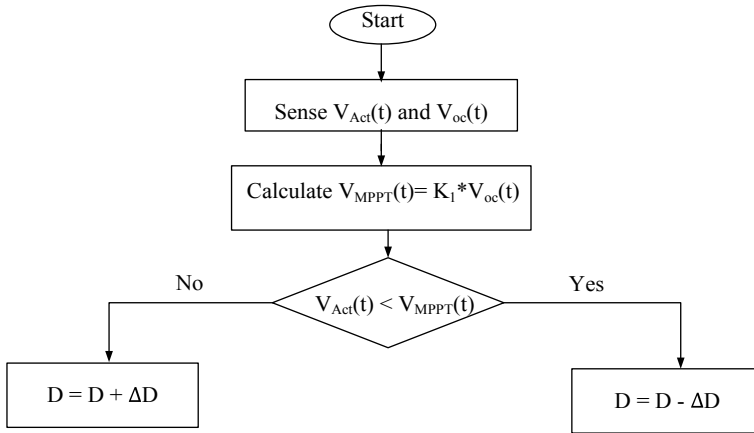 Start
Sense V_Act(t) and V_oc(t)
Calculate V_MPPT(t)= K_1*V_oc(t)
No
V_Act(t) < V_MPPT(t)
Yes
D = D + ΔD
D = D - ΔD